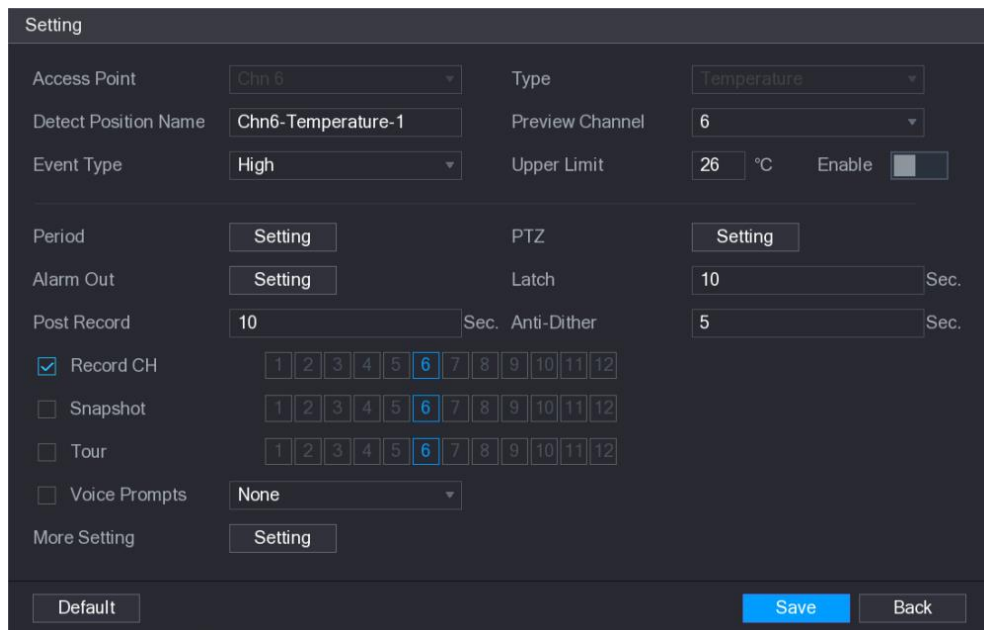 Setting
Access Point Chn 6 Type Temperature
Detect Position Name Chn6-Temperature-1 Preview Channel 6
Event Type High Upper Limit 26 °C Enable
Period Setting PTZ Setting
Alarm Out Setting Latch 10 Sec.
Post Record 10 Sec. Anti-Dither 5 Sec.
Record CH 1 2 3 4 5 6 7 8 9 10 11 12
Snapshot 1 2 3 4 5 6 7 8 9 10 11 12
Tour 1 2 3 4 5 6 7 8 9 10 11 12
Voice Prompts None
More Setting Setting
Default Save Back